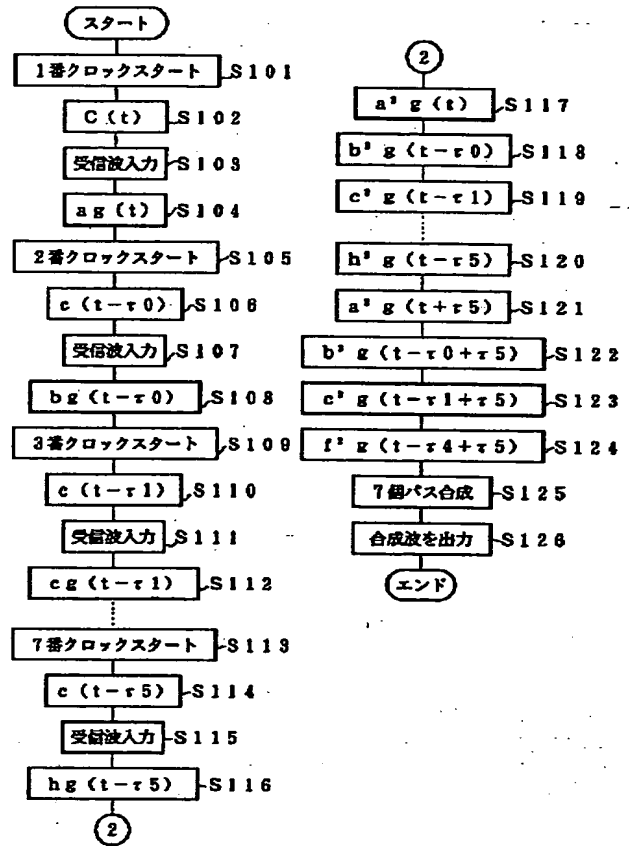 スタート
1番クロックスタート S101
C(t) S102
受信波入力 S103
ag(t) S104
2番クロックスタート S105
c(t-τ0) S106
受信波入力 S107
bg(t-τ0) S108
3番クロックスタート S109
c(t-τ1) S110
受信波入力 S111
cg(t-τ1) S112
7番クロックスタート S113
c(t-τ5) S114
受信波入力 S115
hg(t-τ5) S116
2
2
a² g(t) S117
b² g(t-τ0) S118
c² g(t-τ1) S119
h² g(t-τ5) S120
a² g(t+τ5) S121
b² g(t-τ0+τ5) S122
c² g(t-τ1+τ5) S123
f² g(t-τ4+τ5) S124
7個パス合成 S125
合成波を出力 S126
エンド